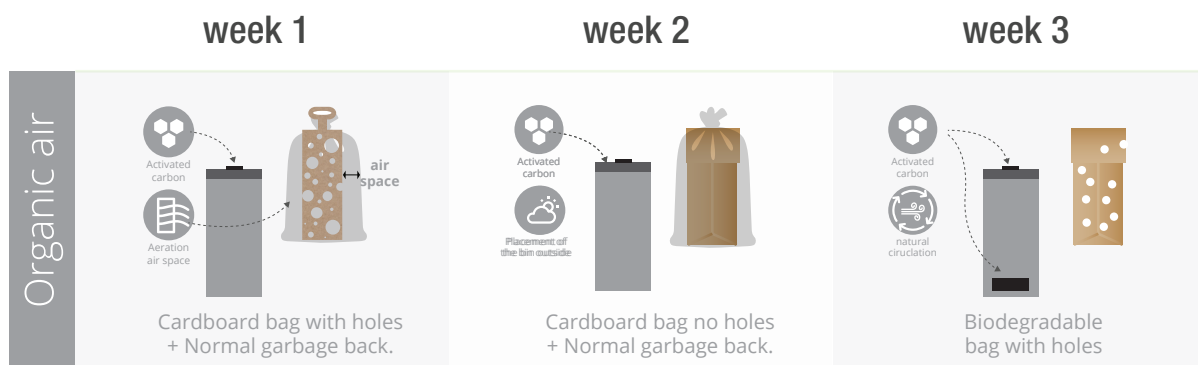 week 1
week 2
week 3
Organic air
Activated
carbon
Aeration
air space
air
space
Cardboard bag with holes
+ Normal garbage back.
Activated
carbon
Placement of
the bin outside
Cardboard bag no holes
+ Normal garbage back.
Activated
carbon
natural
ciruclation
Biodegradable
bag with holes